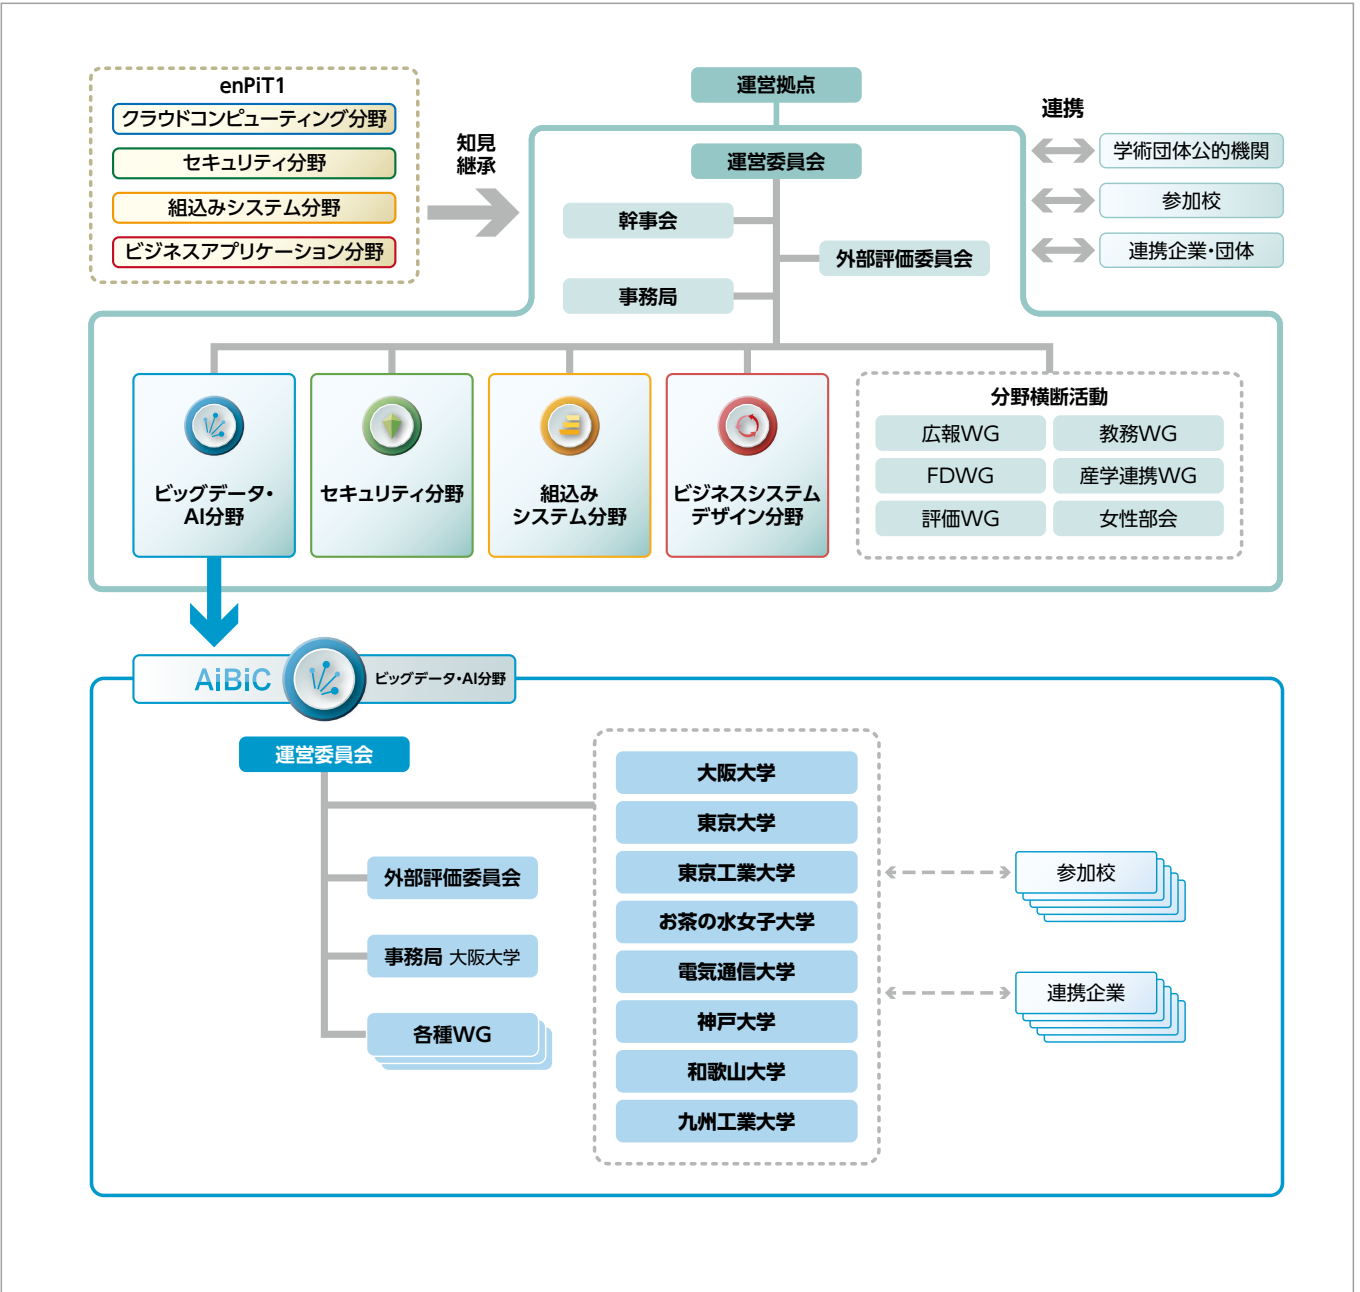 enPiT1
クラウドコンピューティング分野
セキュリティ分野
組込みシステム分野
ビジネスアプリケーション分野
知見
継承
運営拠点
運営委員会
幹事会
外部評価委員会
事務局
連携
学術団体公的機関
参加校
連携企業・団体
ビッグデータ・
AI分野
セキュリティ分野
組込み
システム分野
ビジネスシステム
デザイン分野
分野横断活動
広報WG
教務WG
FDWG
産学連携WG
評価WG
女性部会
AiBiC
ビッグデータ・AI分野
運営委員会
外部評価委員会
事務局 大阪大学
各種WG
大阪大学
東京大学
東京工業大学
お茶の水女子大学
電気通信大学
神戸大学
和歌山大学
九州工業大学
参加校
連携企業